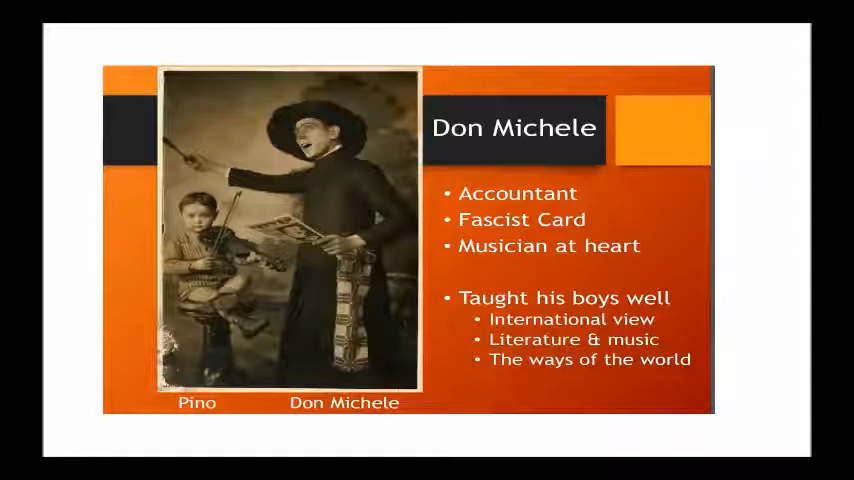 Don Michele
• Accountant
• Fascist Card
• Musician at heart
• Taught his boys well
• International view
• Literature & music
• The ways of the world
Pino
Don Michele